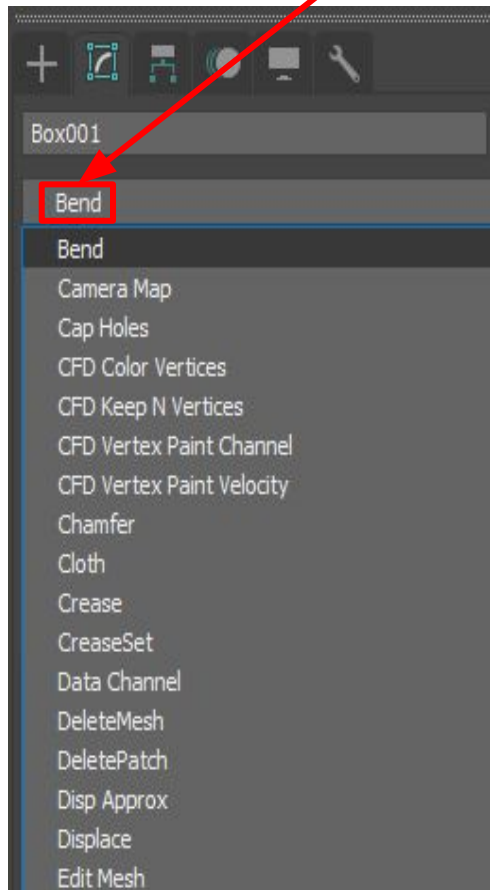 Box001
Bend
Bend
Camera Map
Cap Holes
CFD Color Vertices
CFD Keep N Vertices
CFD Vertex Paint Channel
CFD Vertex Paint Velocity
Chamfer
Cloth
Crease
CreaseSet
Data Channel
DeleteMesh
DeletePatch
Disp Approx
Displace
Edit Mesh